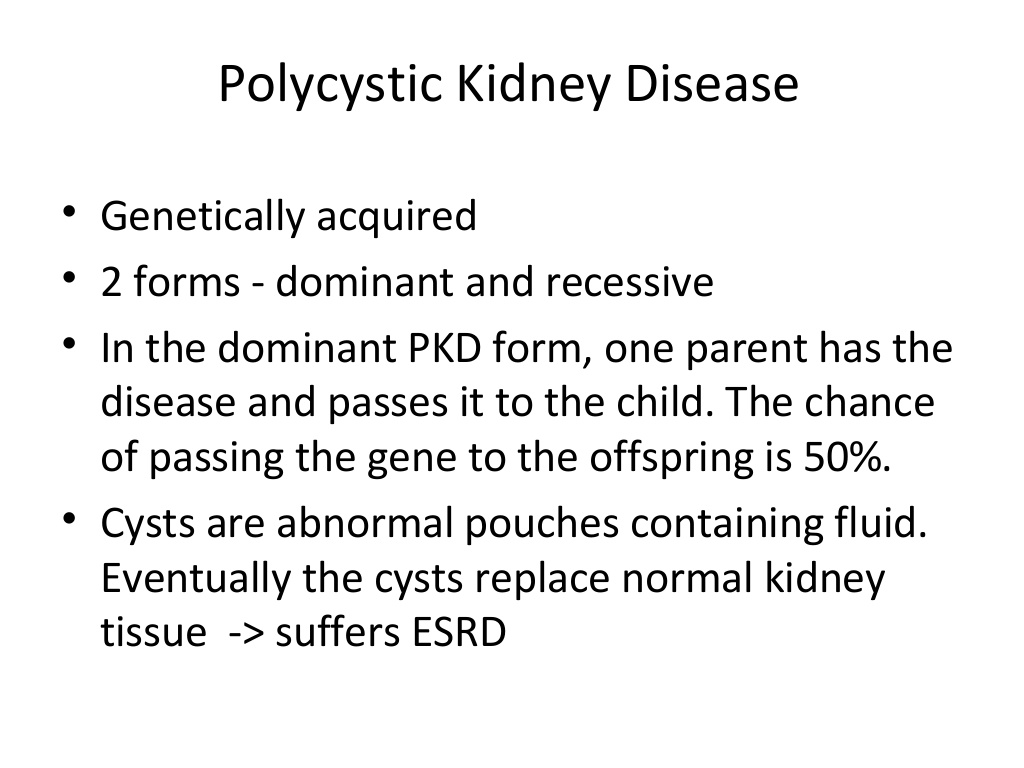 Polycystic Kidney Disease
• Genetically acquired
• 2 forms - dominant and recessive
• In the dominant PKD form, one parent has the
disease and passes it to the child. The chance
of passing the gene to the offspring is 50%.
• Cysts are abnormal pouches containing fluid.
Eventually the cysts replace normal kidney
tissue  -> suffers ESRD